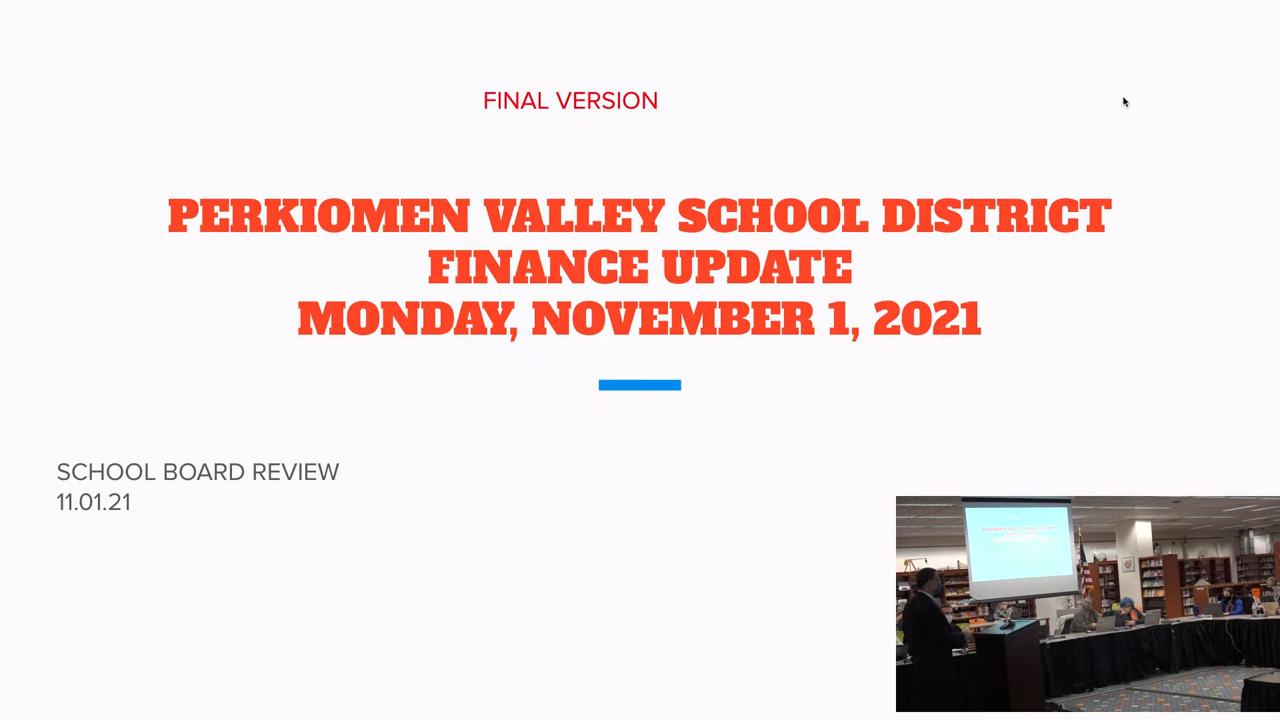 FINAL VERSION
PERKIOMEN VALLEY SCHOOL DISTRICT
FINANCE UPDATE
MONDAY, NOVEMBER 1, 2021
SCHOOL BOARD REVIEW
11.01.21